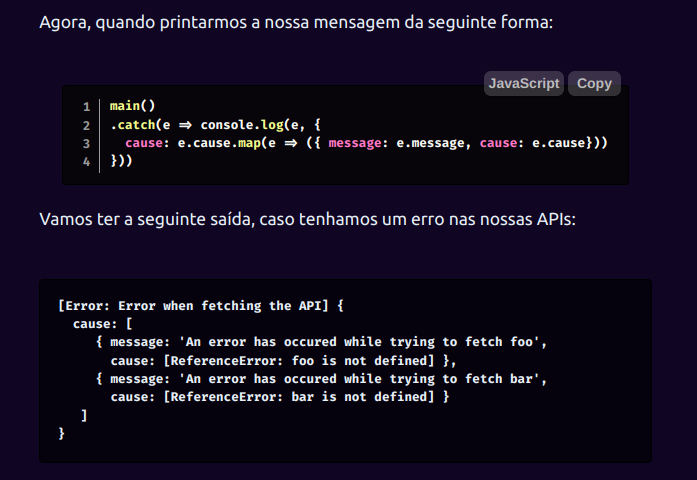 Agora, quando printarmos a nossa mensagem da seguinte forma:
JavaScript Copy
1 main()
2 .catch(e => console.log(e, {
3   cause: e.cause.map(e => ({ message: e.message, cause: e.cause}))
4 }))
Vamos ter a seguinte saída, caso tenhamos um erro nas nossas APIs:
[Error: Error when fetching the API] {
  cause: [
     { message: 'An error has occured while trying to fetch foo',
       cause: [ReferenceError: foo is not defined] },
     { message: 'An error has occured while trying to fetch bar',
       cause: [ReferenceError: bar is not defined] }
   ]
}